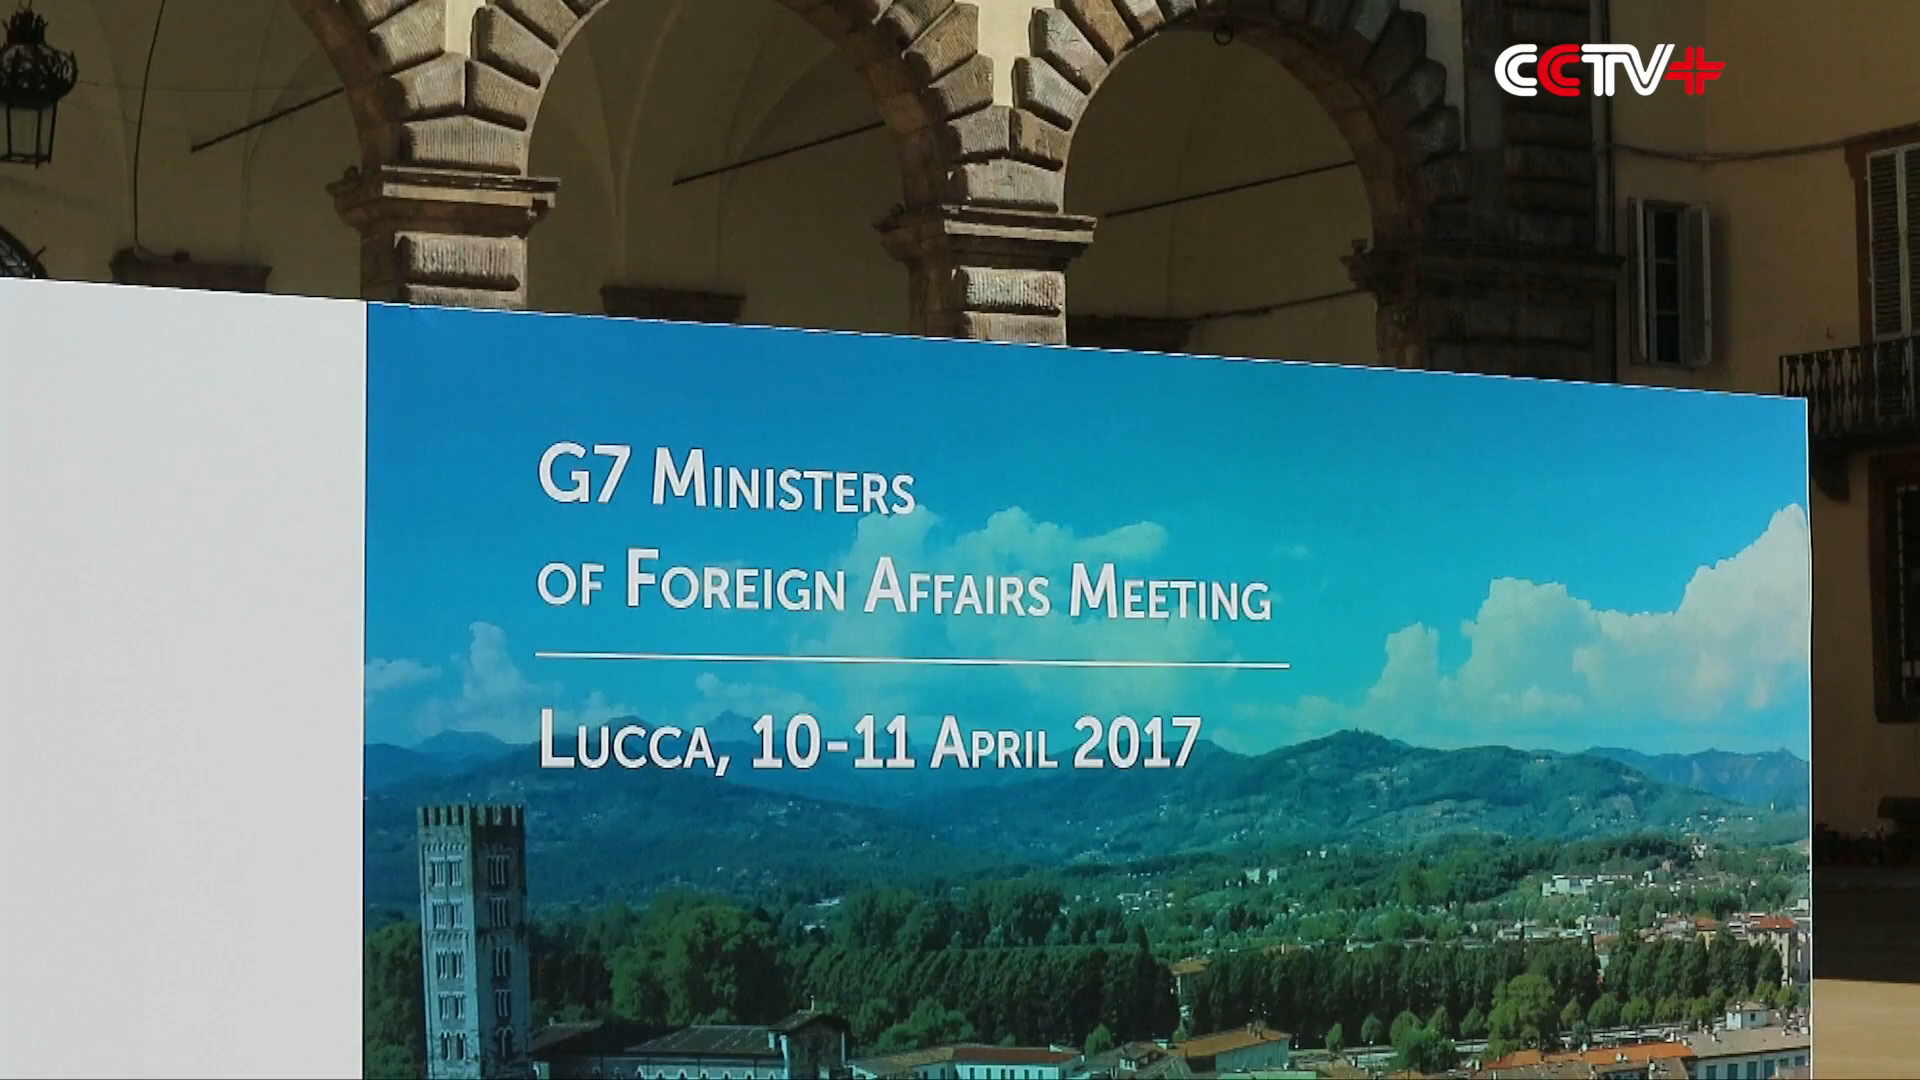 CCTV+
G7 Ministers
of Foreign Affairs Meeting
Lucca, 10-11 April 2017